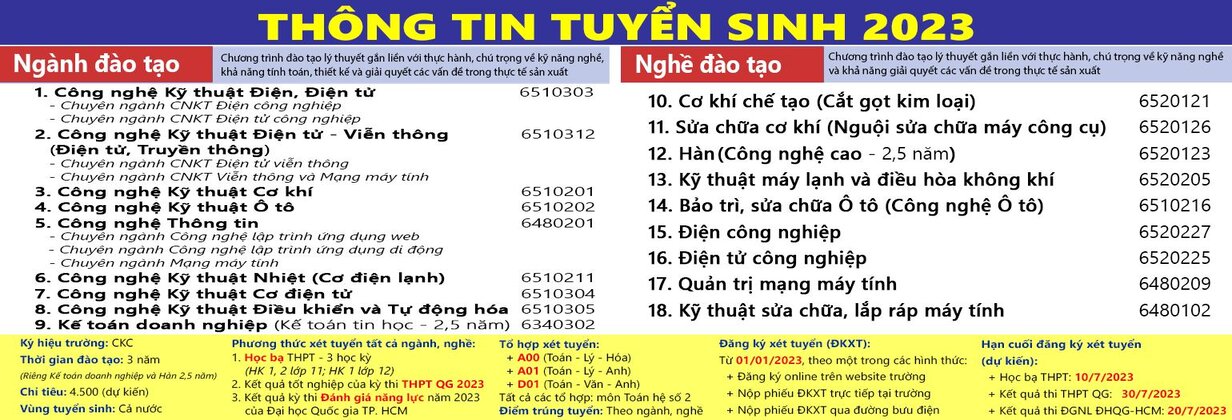 THÔNG TIN TUYỂN SINH 2023
Ngành đào tạo
Chương trình đào tạo lý thuyết gắn liền với thực hành, chú trọng về kỹ năng nghề,
khả năng tính toán, thiết kế và giải quyết các vấn đề trong thực tế sản xuất
1. Công nghệ Kỹ thuật Điện, Điện tử 6510303
- Chuyên ngành CNKT Điện công nghiệp
- Chuyên ngành CNKT Điện tử công nghiệp
2. Công nghệ Kỹ thuật Điện tử - Viễn thông 6510312
(Điện tử, Truyền thông)
- Chuyên ngành CNKT Điện tử viễn thông
- Chuyên ngành CNKT Viễn thông và Mạng máy tính
3. Công nghệ Kỹ thuật Cơ khí 6510201
4. Công nghệ Kỹ thuật Ô tô 6510202
5. Công nghệ Thông tin 6480201
- Chuyên ngành Công nghệ lập trình ứng dụng web
- Chuyên ngành Công nghệ lập trình ứng dụng di động
- Chuyên ngành Mạng máy tính
6. Công nghệ Kỹ thuật Nhiệt (Cơ điện lạnh) 6510211
7. Công nghệ Kỹ thuật Cơ điện tử 6510304
8. Công nghệ Kỹ thuật Điều khiển và Tự động hóa 6510305
9. Kế toán doanh nghiệp (Kế toán tin học - 2,5 năm) 6340302
Nghề đào tạo
Chương trình đào tạo lý thuyết gắn liền với thực hành, chú trọng về kỹ năng nghề
và khả năng giải quyết các vấn đề trong thực tế sản xuất
10. Cơ khí chế tạo (Cắt gọt kim loại) 6520121
11. Sửa chữa cơ khí (Nguội sửa chữa máy công cụ) 6520126
12. Hàn (Công nghệ cao - 2,5 năm) 6520123
13. Kỹ thuật máy lạnh và điều hòa không khí 6520205
14. Bảo trì, sửa chữa Ô tô (Công nghệ Ô tô) 6510216
15. Điện công nghiệp 6520227
16. Điện tử công nghiệp 6520225
17. Quản trị mạng máy tính 6480209
18. Kỹ thuật sửa chữa, lắp ráp máy tính 6480102
Ký hiệu trường: CKC
Thời gian đào tạo: 3 năm
(Riêng Kế toán doanh nghiệp và Hàn 2,5 năm)
Chỉ tiêu: 4.500 (dự kiến)
Vùng tuyển sinh: Cả nước
Phương thức xét tuyển tất cả ngành, nghề:
1. Học bạ THPT - 3 học kỳ
(HK 1, 2 lớp 11; HK 1 lớp 12)
2. Kết quả tốt nghiệp của kỳ thi THPT QG 2023
3. Kết quả kỳ thi Đánh giá năng lực năm 2023
của Đại học Quốc gia TP. HCM
Tổ hợp xét tuyển:
+ A00 (Toán - Lý - Hóa)
+ A01 (Toán - Lý - Anh)
+ D01 (Toán - Văn - Anh)
Tất cả các tổ hợp: môn Toán hệ số 2
Điểm trúng tuyển: Theo ngành, nghề
Đăng ký xét tuyển (ĐKXT):
Từ 01/01/2023, theo một trong các hình thức:
+ Đăng ký online trên website trường
+ Nộp phiếu ĐKXT trực tiếp tại trường
+ Nộp phiếu ĐKXT qua đường bưu điện
Hạn cuối đăng ký xét tuyển
(dự kiến):
+ Học bạ THPT: 10/7/2023
+ Kết quả thi THPT QG: 30/7/2023
+ Kết quả thi ĐGNL ĐHQG-HCM: 20/7/2023